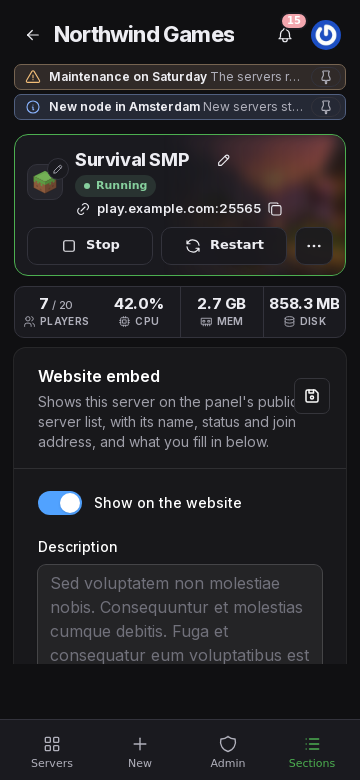 Northwind Games
15
Maintenance on Saturday The servers r...
New node in Amsterdam New servers st...
Survival SMP
Running
play.example.com:25565
Stop
Restart
7 / 20
PLAYERS
42.0%
CPU
2.7 GB
MEM
858.3 MB
DISK
Website embed
Shows this server on the panel's public
server list, with its name, status and join
address, and what you fill in below.
Show on the website
Description
Sed voluptatem non molestiae
nobis. Consequuntur et molestias
cumque debitis. Fuga et
consequatur eum voluptatibus est
Servers
New
Admin
Sections